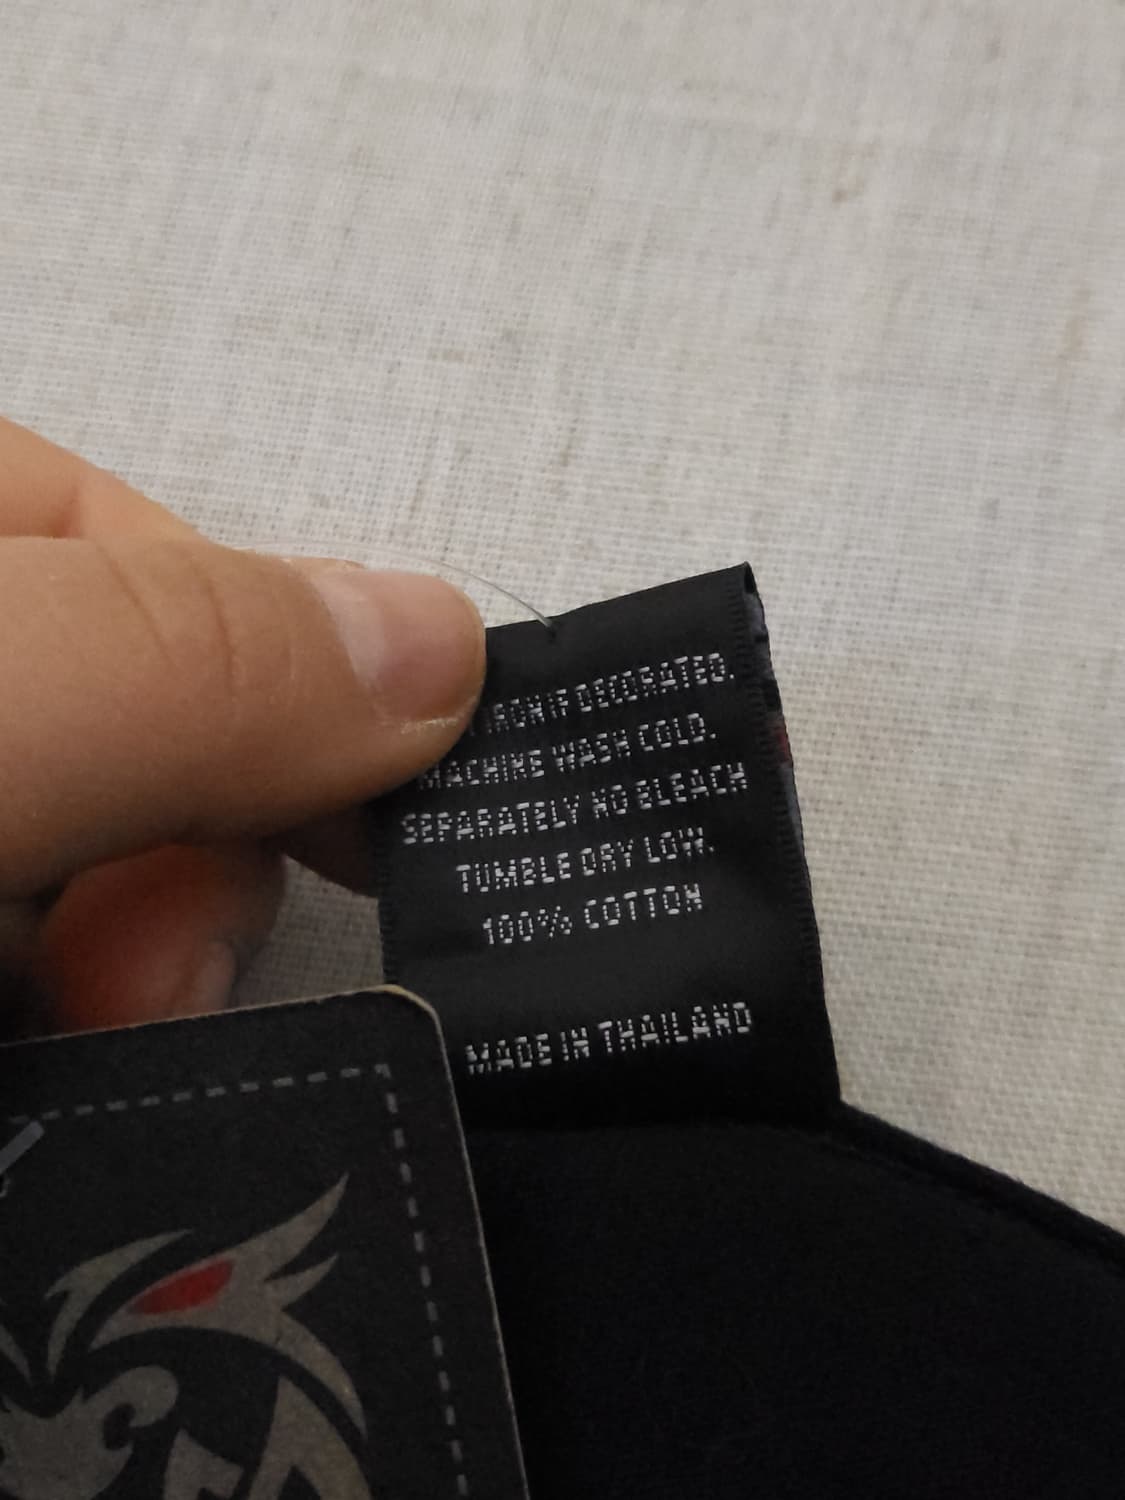 IRON IF DECORATED.
MACHINE WASH COLD.
SEPARATELY NO BLEACH
TUMBLE DRY LOW.
100% COTTON
MADE IN THAILAND